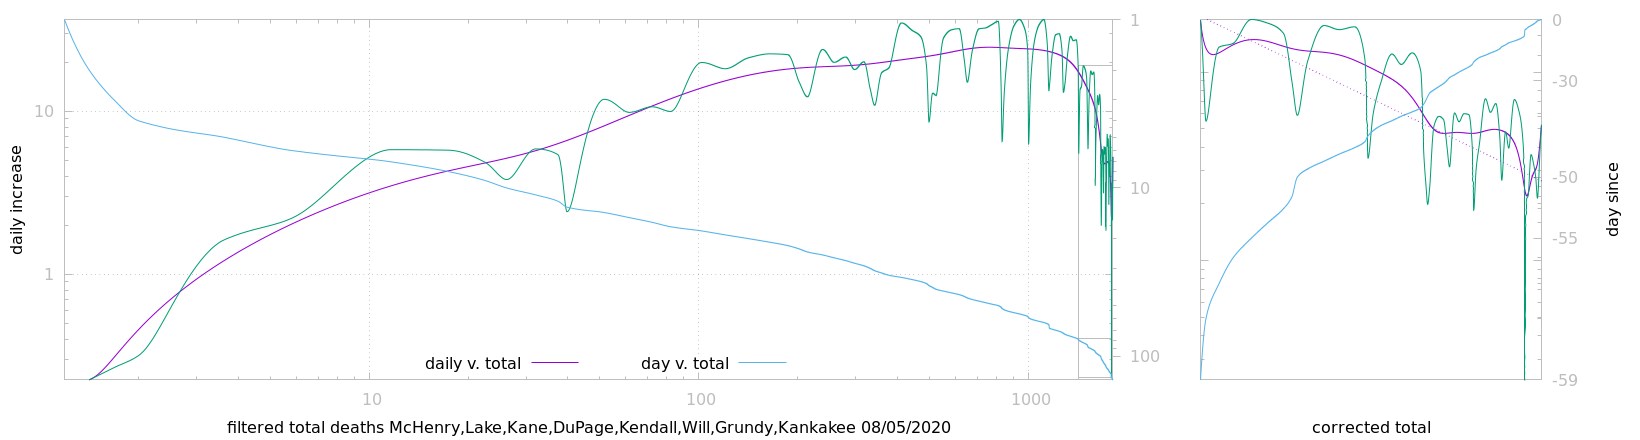 daily increase
10
1
1
10
100
daily v. total
day v. total
10
100
1000
filtered total deaths McHenry,Lake,Kane,DuPage,Kendall,Will,Grundy,Kankakee 08/05/2020
0
-30
-50
-55
-59
day since
corrected total